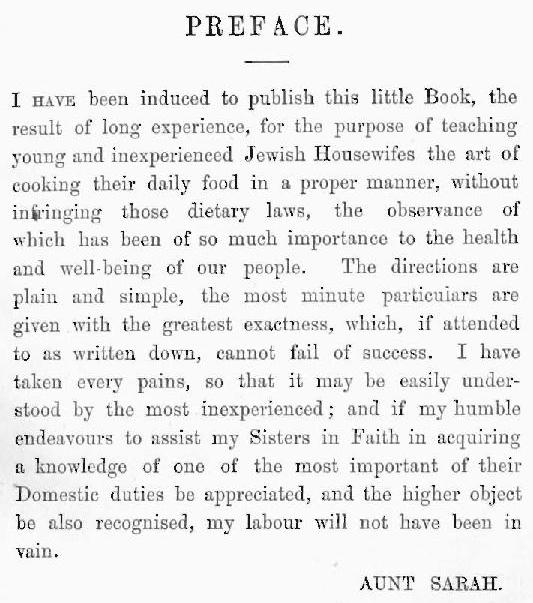 PREFACE.
I HAVE been induced to publish this little Book, the
result of long experience, for the purpose of teaching
young and inexperienced Jewish Housewifes the art of
cooking their daily food in a proper manner, without
infringing those dietary laws, the observance of
which has been of so much importance to the health
and well-being of our people. The directions are
plain and simple, the most minute particulars are
given with the greatest exactness, which, if attended
to as written down, cannot fail of success. I have
taken every pains, so that it may be easily under-
stood by the most inexperienced; and if my humble
endeavours to assist my Sisters in Faith in acquiring
a knowledge of one of the most important of their
Domestic duties be appreciated, and the higher object
be also recognised, my labour will not have been in
vain.
AUNT SARAH.